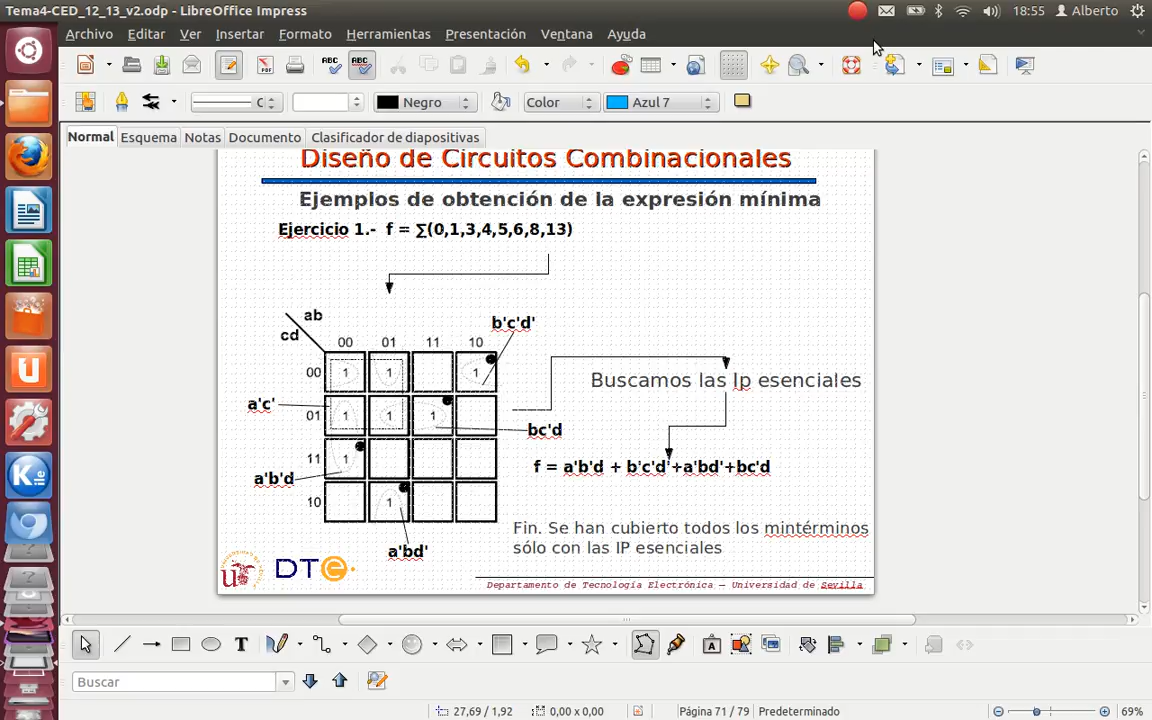 Tema4-CED_12_13_v2.odp - LibreOffice Impress
18:55
Alberto
Archivo Editar Ver Insertar Formato Herramientas Presentación Ventana Ayuda
ABC ABC
PDF
C
Negro
Color
Azul 7
Normal Esquema Notas Documento Clasificador de diapositivas
Diseño de Circuitos Combinacionales
Ejemplos de obtención de la expresión mínima
Ejercicio 1.- f = ∑(0,1,3,4,5,6,8,13)
ab
cd
b'c'd'
00 01 11 10
00 1 1 1
Buscamos las Ip esenciales
a'c'
01 1 1 1
bc'd
11 1
f = a'b'd + b'c'd'+a'bd'+bc'd
a'b'd
10 1
Fin. Se han cubierto todos los mintérminos
sólo con las IP esenciales
a'bd'
DTe
Departamento de Tecnología Electrónica – Universidad de Sevilla
T
A
Buscar
27,69 / 1,92
0,00 x 0,00
Página 71 / 79
Predeterminado
69%